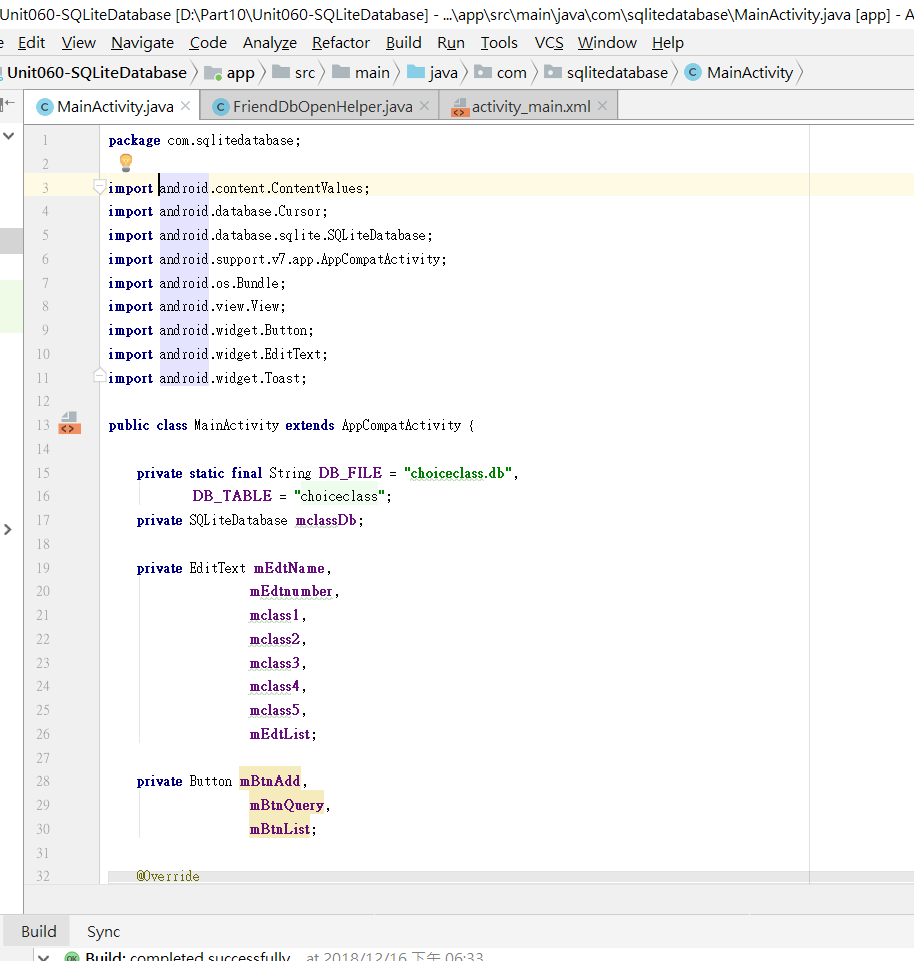 Unit060-SQLiteDatabase [D:\Part10\Unit060-SQLiteDatabase] - ...\app\src\main\java\com\sqlitedatabase\MainActivity.java [app] - A
e Edit View Navigate Code Analyze Refactor Build Run Tools VCS Window Help
Unit060-SQLiteDatabase app src main java com sqlitedatabase MainActivity
MainActivity.java FriendDbOpenHelper.java activity_main.xml
1 package com.sqlitedatabase;
2
3 import android.content.ContentValues;
4 import android.database.Cursor;
5 import android.database.sqlite.SQLiteDatabase;
6 import android.support.v7.app.AppCompatActivity;
7 import android.os.Bundle;
8 import android.view.View;
9 import android.widget.Button;
10 import android.widget.EditText;
11 import android.widget.Toast;
12
13 public class MainActivity extends AppCompatActivity {
14
15 private static final String DB_FILE = "choiceclass.db",
16 DB_TABLE = "choiceclass";
17 private SQLiteDatabase mclassDb;
18
19 private EditText mEdtName,
20 mEdtnumber,
21 mclass1,
22 mclass2,
23 mclass3,
24 mclass4,
25 mclass5,
26 mEdtList;
27
28 private Button mBtnAdd,
29 mBtnQuery,
30 mBtnList;
31
32 @Override
Build Sync
Build: completed successfully at 2018/12/16 下午 06:33